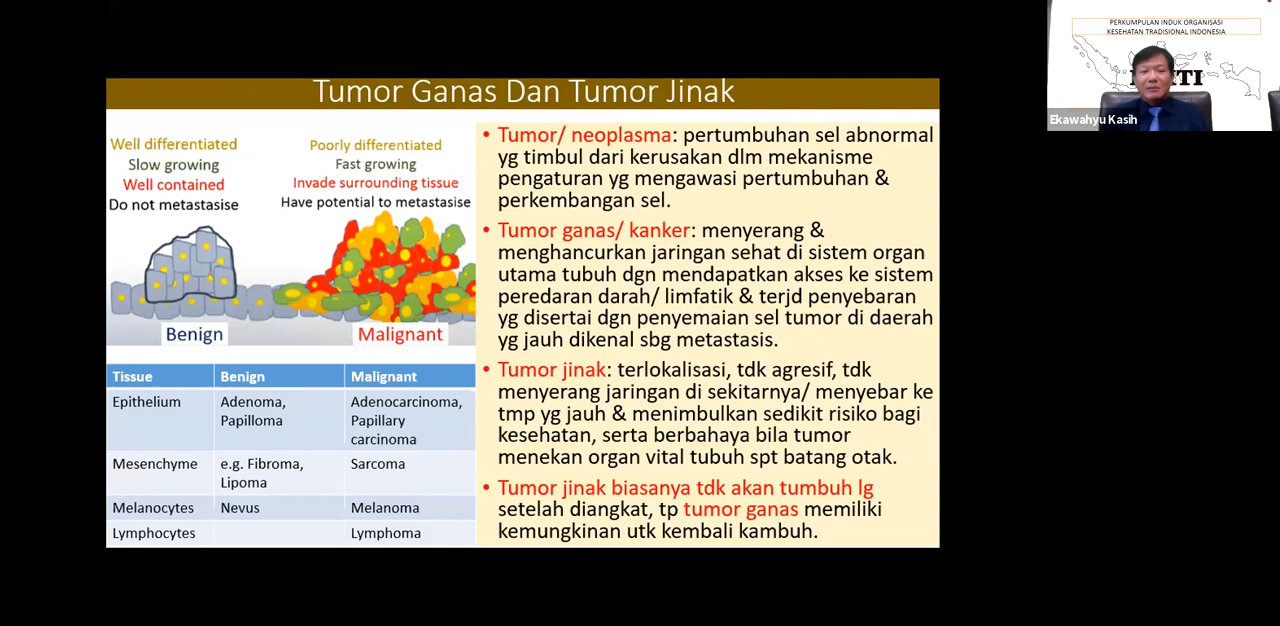 Tumor Ganas Dan Tumor Jinak
Well differentiated
Slow growing
Well contained
Do not metastasise
Poorly differentiated
Fast growing
Invade surrounding tissue
Have potential to metastasise
Benign
Malignant
Tissue Benign Malignant
Epithelium Adenoma, Adenocarcinoma,
Papilloma Papillary
carcinoma
Mesenchyme e.g. Fibroma, Sarcoma
Lipoma
Melanocytes Nevus Melanoma
Lymphocytes Lymphoma
• Tumor/ neoplasma: pertumbuhan sel abnormal
yg timbul dari kerusakan dlm mekanisme
pengaturan yg mengawasi pertumbuhan &
perkembangan sel.
• Tumor ganas/ kanker: menyerang &
menghancurkan jaringan sehat di sistem organ
utama tubuh dgn mendapatkan akses ke sistem
peredaran darah/ limfatik & terjd penyebaran
yg disertai dgn penyemaian sel tumor di daerah
yg jauh dikenal sbg metastasis.
• Tumor jinak: terlokalisasi, tdk agresif, tdk
menyerang jaringan di sekitarnya/ menyebar ke
tmp yg jauh & menimbulkan sedikit risiko bagi
kesehatan, serta berbahaya bila tumor
menekan organ vital tubuh spt batang otak.
• Tumor jinak biasanya tdk akan tumbuh lg
setelah diangkat, tp tumor ganas memiliki
kemungkinan utk kembali kambuh.
PERKUMPULAN INDUK ORGANISASI
KESEHATAN TRADISIONAL INDONESIA
Ekawahyu Kasih